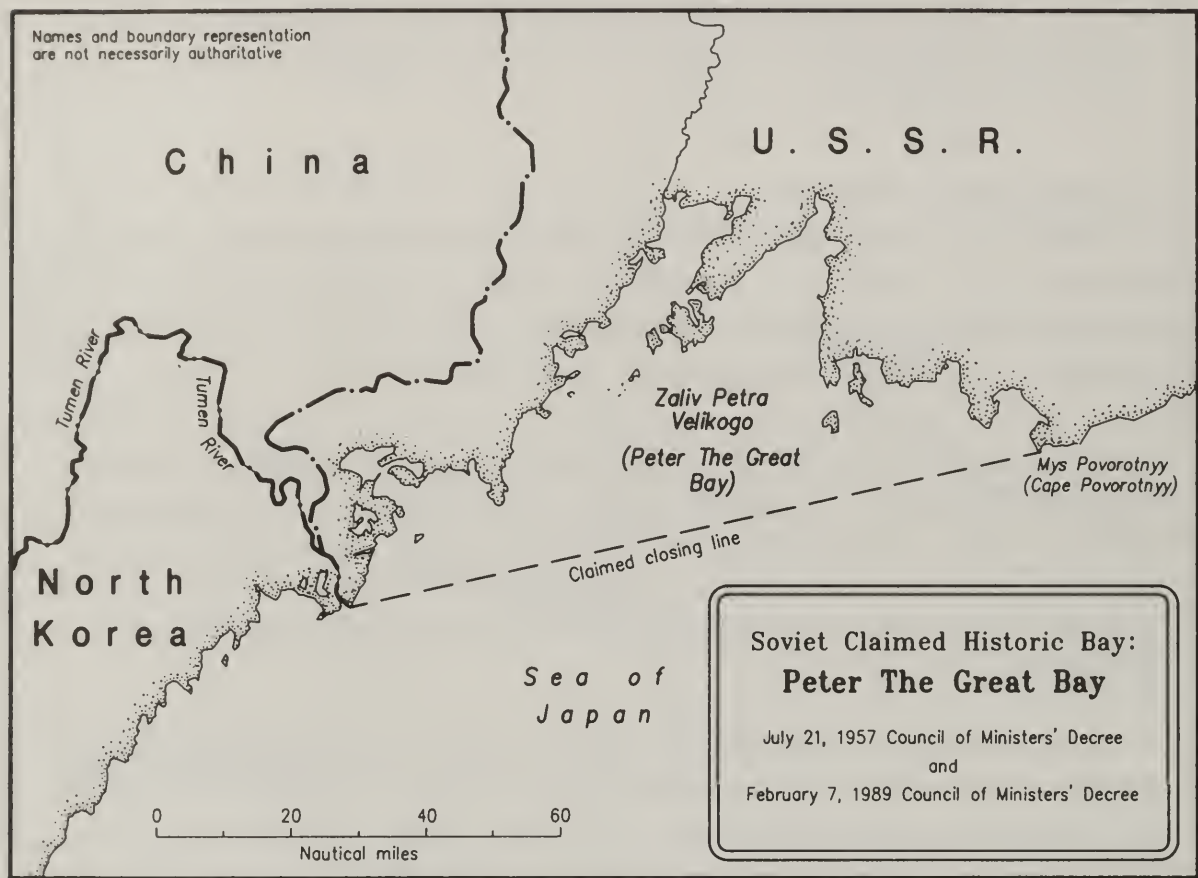 Names and boundary representation
are not necessarily autharitative
China
U.S.S.R.
Tumen River
Tumen River
Zaliv Petra
Velikogo
(Peter The Great
Bay)
Mys Povorotnyy
(Cape Povorotnyy)
Claimed closing line
North
Korea
Sea of
Japan
Soviet Claimed Historic Bay:
Peter The Great Bay
July 21, 1957 Council of Ministers' Decree
and
February 7, 1989 Council of Ministers' Decree
0 20 40 60
Nautical miles